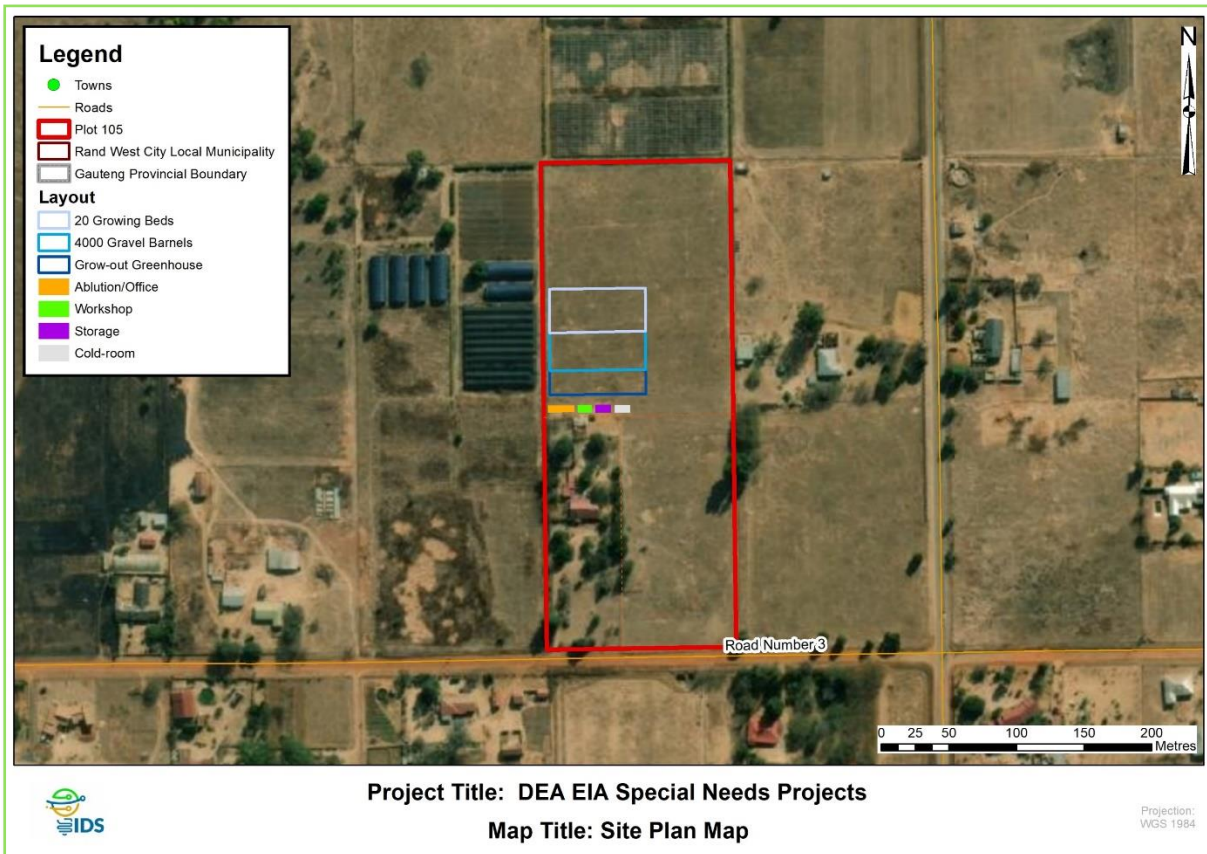 Legend
Towns
Roads
Plot 105
Rand West City Local Municipality
Gauteng Provincial Boundary
Layout
20 Growing Beds
4000 Gravel Barnels
Grow-out Greenhouse
Ablution/Office
Workshop
Storage
Cold-room
N
Road Number 3
0 25 50 100 150 200
Metres
IDS
Project Title: DEA EIA Special Needs Projects
Map Title: Site Plan Map
Projection:
WGS 1984